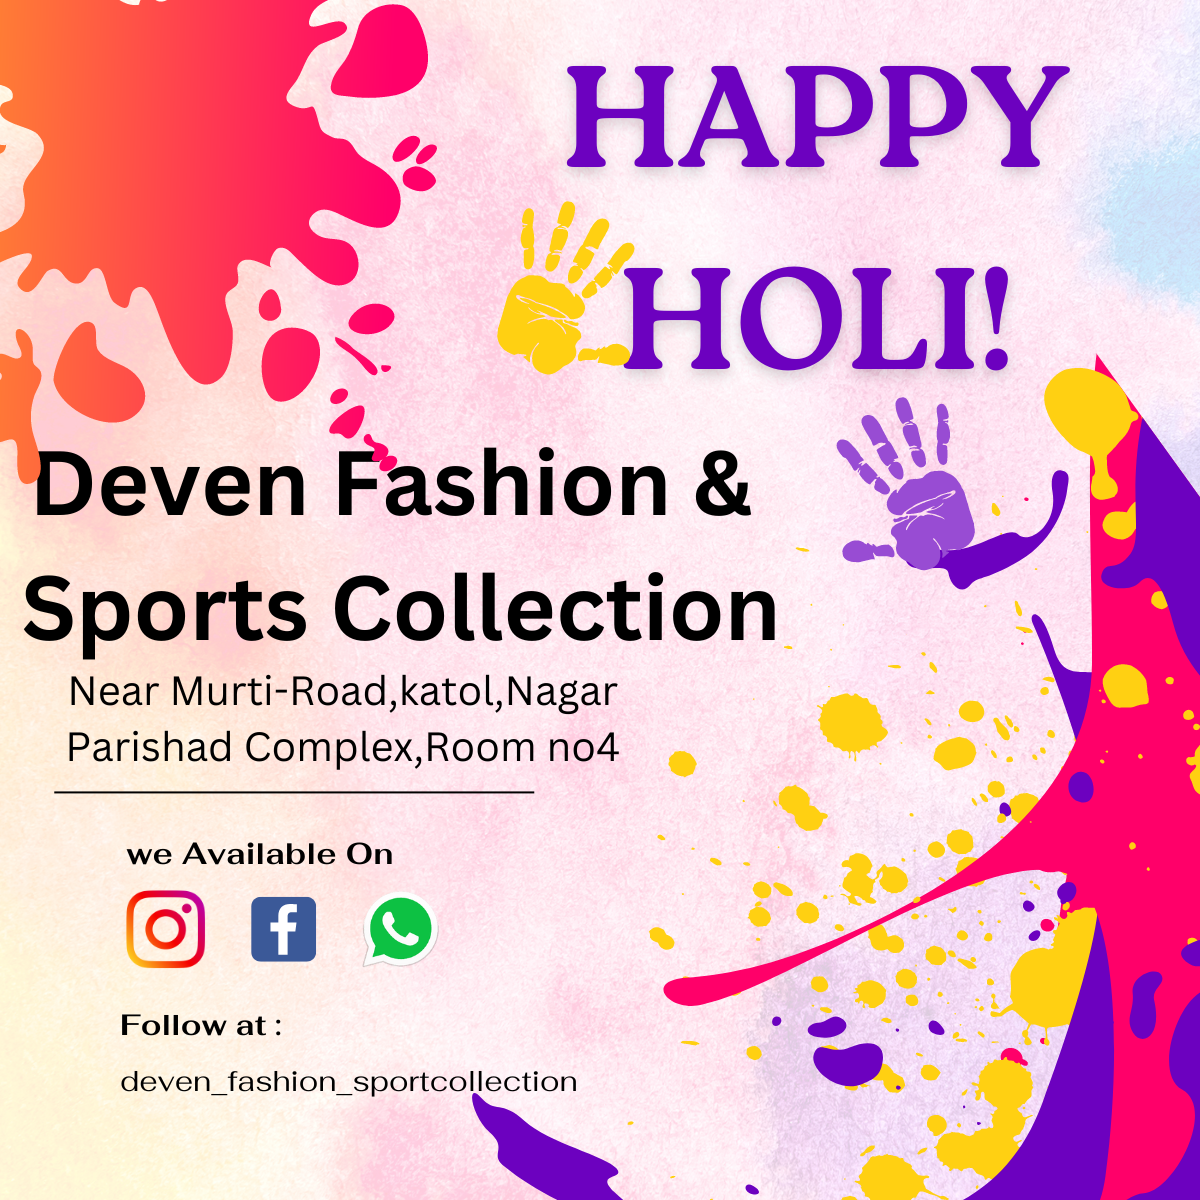 HAPPY
HOLI!
Deven Fashion &
Sports Collection
Near Murti-Road,katol,Nagar
Parishad Complex,Room no4
we Available On
Follow at :
deven_fashion_sportcollection